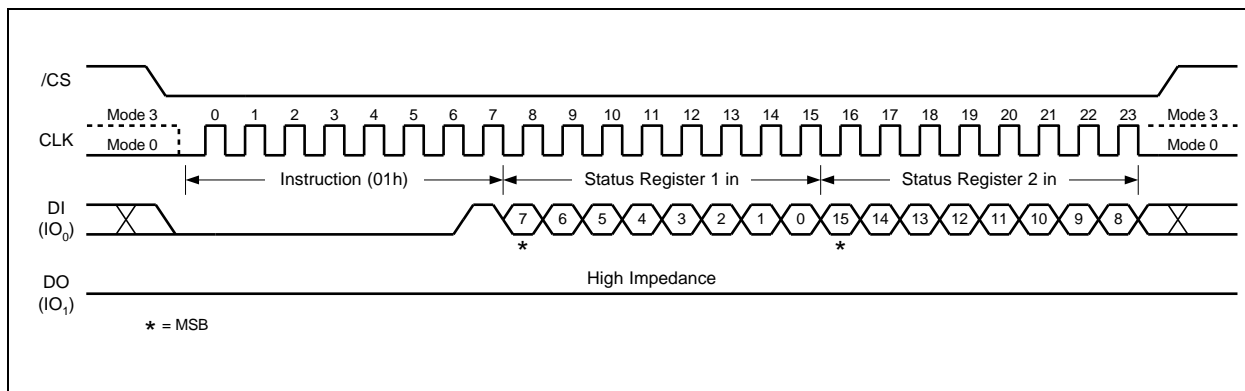 /CS
Mode 3 0 1 2 3 4 5 6 7 8 9 10 11 12 13 14 15 16 17 18 19 20 21 22 23 Mode 3
CLK
Mode 0 Mode 0
Instruction (01h) Status Register 1 in Status Register 2 in
DI
(IO₀)
7 6 5 4 3 2 1 0 15 14 13 12 11 10 9 8
* *
DO
(IO₁)
High Impedance
* = MSB